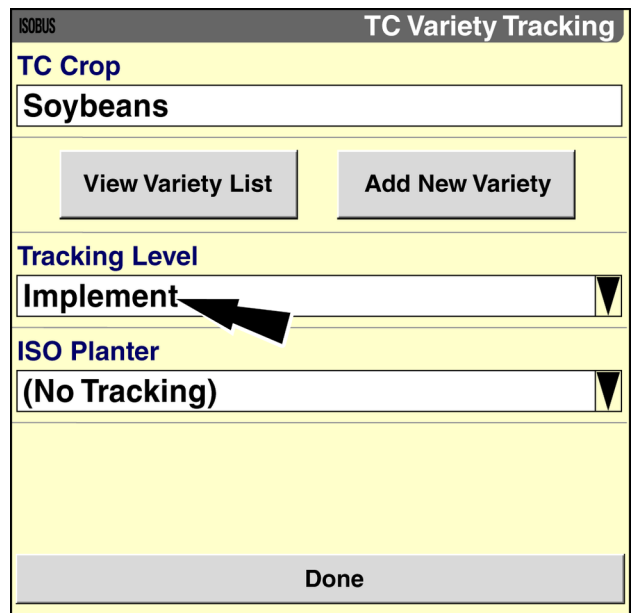 ISOBUS
TC Variety Tracking
TC Crop
Soybeans
View Variety List
Add New Variety
Tracking Level
Implement
ISO Planter
(No Tracking)
Done